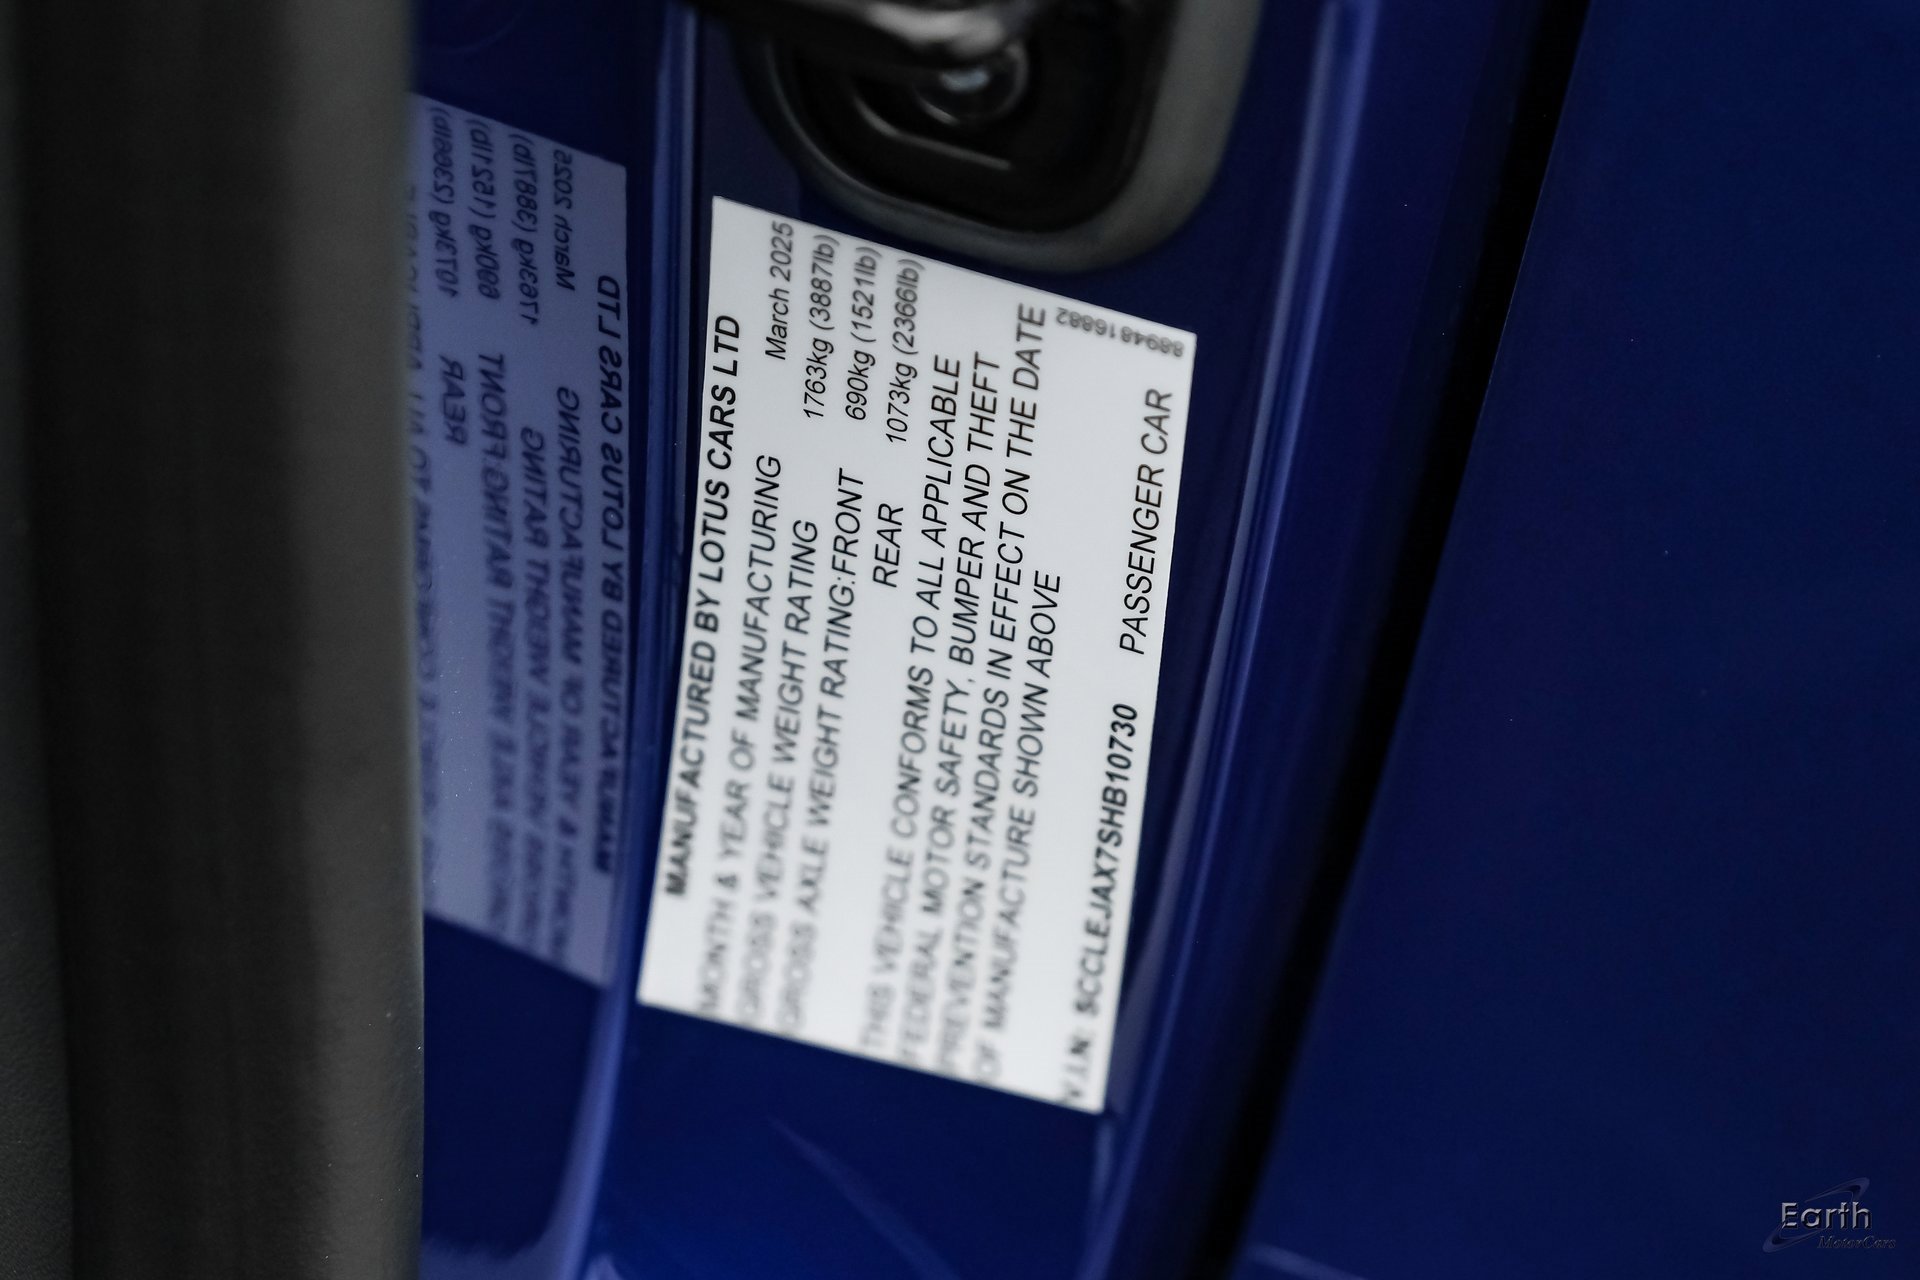 MANUFACTURED BY LOTUS CARS LTD
MONTH & YEAR OF MANUFACTURING March 2025
GROSS VEHICLE WEIGHT RATING 1763kg (3887lb)
GROSS AXLE WEIGHT RATING:FRONT 690kg (1521lb)
REAR 1073kg (2366lb)
THIS VEHICLE CONFORMS TO ALL APPLICABLE
FEDERAL MOTOR SAFETY, BUMPER AND THEFT
PREVENTION STANDARDS IN EFFECT ON THE DATE
OF MANUFACTURE SHOWN ABOVE
8894816882
V.I.N: SCCLEJAX7SHB10730 PASSENGER CAR
Earth
MotorCars